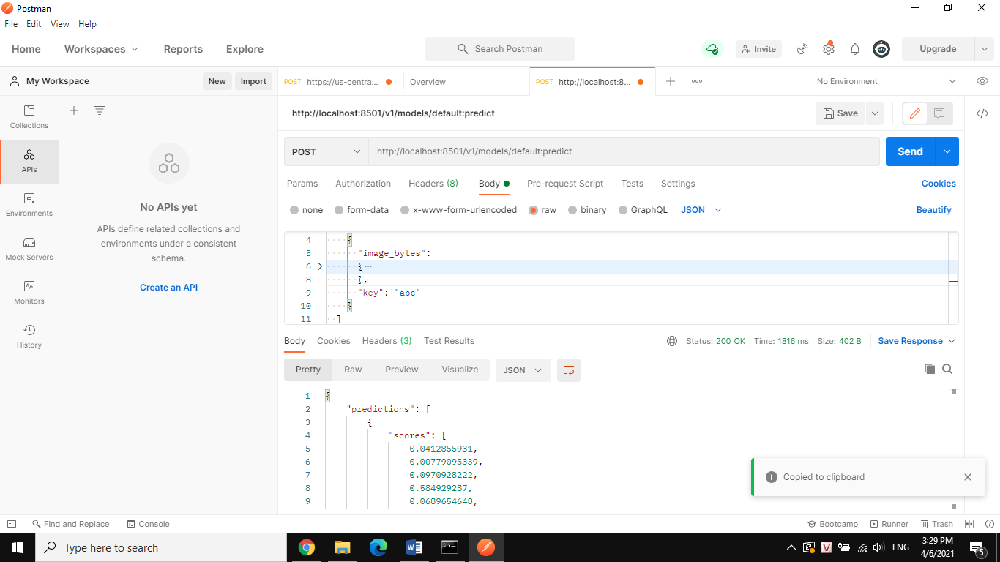 Postman
File Edit View Help
Home Workspaces Reports Explore Search Postman Invite Upgrade
My Workspace New Import POST https://us-centra... Overview POST http://localhost:8... No Environment
Collections
APIs
Environments
Mock Servers
Monitors
History
No APIs yet
APIs define related collections and
environments under a consistent
schema.
Create an API
http://localhost:8501/v1/models/default:predict Save
POST http://localhost:8501/v1/models/default:predict Send
Params Authorization Headers (8) Body Pre-request Script Tests Settings Cookies
none form-data x-www-form-urlencoded raw binary GraphQL JSON Beautify
4 {
5 "image_bytes":
6 { ...
8 },
9 "key": "abc"
10 }
11 ]
Body Cookies Headers (3) Test Results Status: 200 OK Time: 1816 ms Size: 402 B Save Response
Pretty Raw Preview Visualize JSON
1 {
2 "predictions": [
3 {
4 "scores": [
5 0.0412855931,
6 0.00779095339,
7 0.0970928222,
8 0.584929287,
9 0.0689654648,
Copied to clipboard
Find and Replace Console Bootcamp Runner Trash
Type here to search ENG 3:29 PM
4/6/2021
5